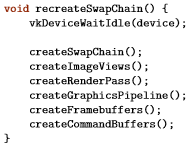 void recreateSwapChain() {
    vkDeviceWaitIdle(device);

    createSwapChain();
    createImageViews();
    createRenderPass();
    createGraphicsPipeline();
    createFramebuffers();
    createCommandBuffers();
}